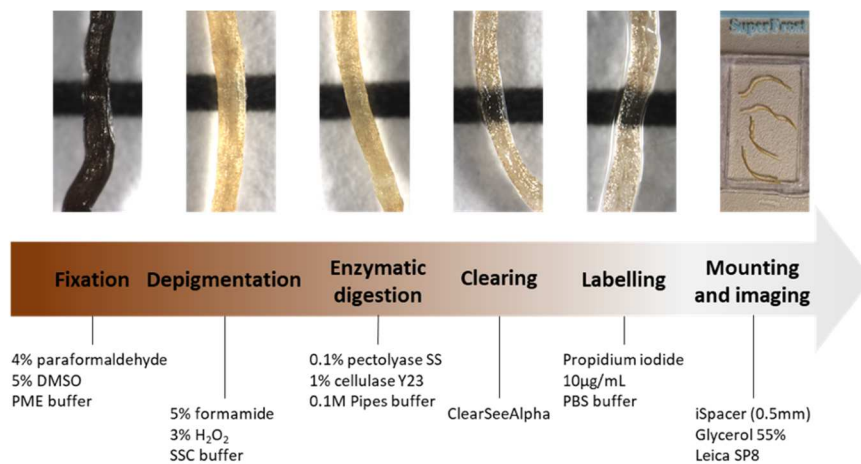 SuperFrost
Fixation
Depigmentation
Enzymatic
digestion
Clearing
Labelling
Mounting
and imaging
4% paraformaldehyde
5% DMSO
PME buffer
5% formamide
3% H₂O₂
SSC buffer
0.1% pectolyase SS
1% cellulase Y23
0.1M Pipes buffer
ClearSeeAlpha
Propidium iodide
10µg/mL
PBS buffer
iSpacer (0.5mm)
Glycerol 55%
Leica SP8